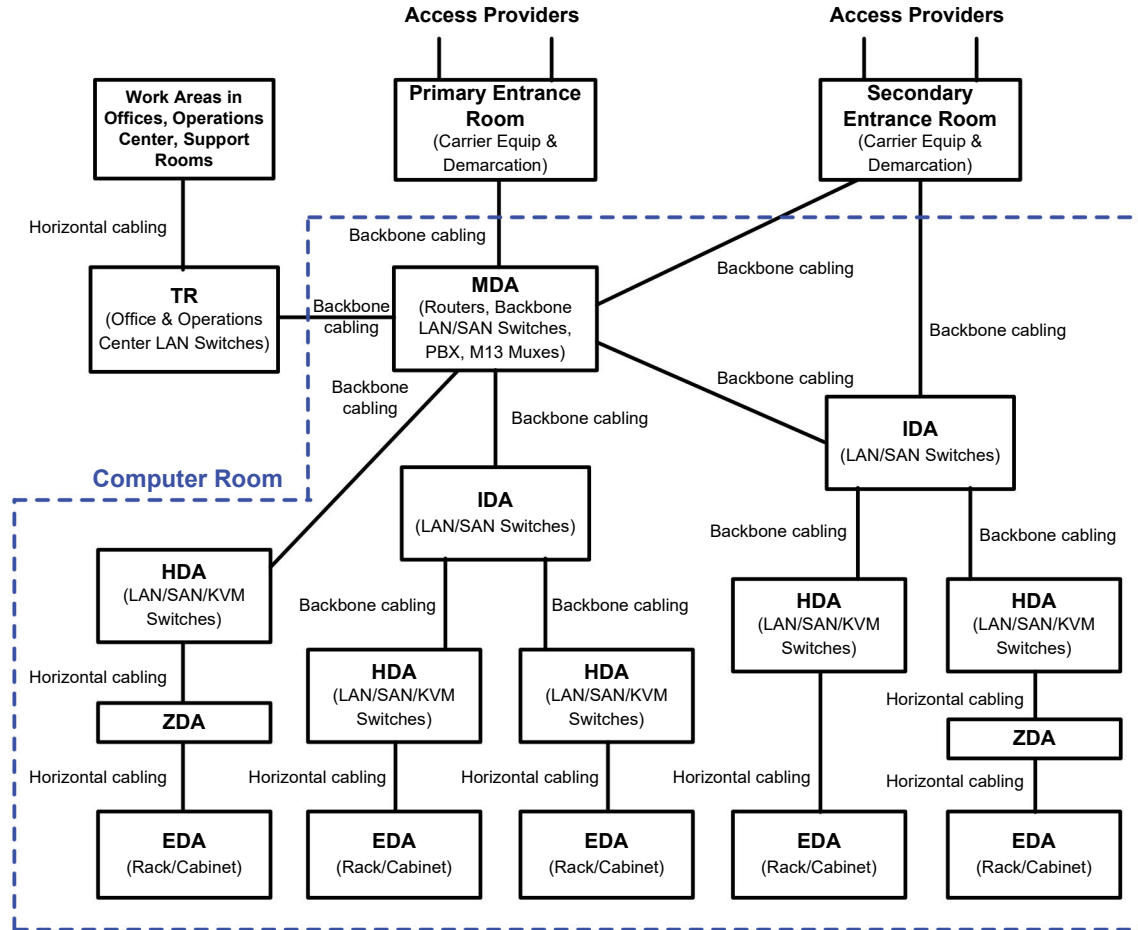 Access Providers
Access Providers
Work Areas in
Offices, Operations
Center, Support
Rooms
Primary Entrance
Room
(Carrier Equip &
Demarcation)
Secondary
Entrance Room
(Carrier Equip &
Demarcation)
Horizontal cabling
Backbone cabling
Backbone cabling
TR
(Office & Operations
Center LAN Switches)
Backbone
cabling
MDA
(Routers, Backbone
LAN/SAN Switches,
PBX, M13 Muxes)
Backbone cabling
Backbone
cabling
Backbone cabling
Backbone cabling
IDA
(LAN/SAN Switches)
Computer Room
IDA
(LAN/SAN Switches)
Backbone cabling
Backbone cabling
HDA
(LAN/SAN/KVM
Switches)
Backbone cabling
Backbone cabling
HDA
(LAN/SAN/KVM
Switches)
HDA
(LAN/SAN/KVM
Switches)
Horizontal cabling
HDA
(LAN/SAN/KVM
Switches)
HDA
(LAN/SAN/KVM
Switches)
Horizontal cabling
ZDA
ZDA
Horizontal cabling
Horizontal cabling
Horizontal cabling
Horizontal cabling
Horizontal cabling
EDA
(Rack/Cabinet)
EDA
(Rack/Cabinet)
EDA
(Rack/Cabinet)
EDA
(Rack/Cabinet)
EDA
(Rack/Cabinet)